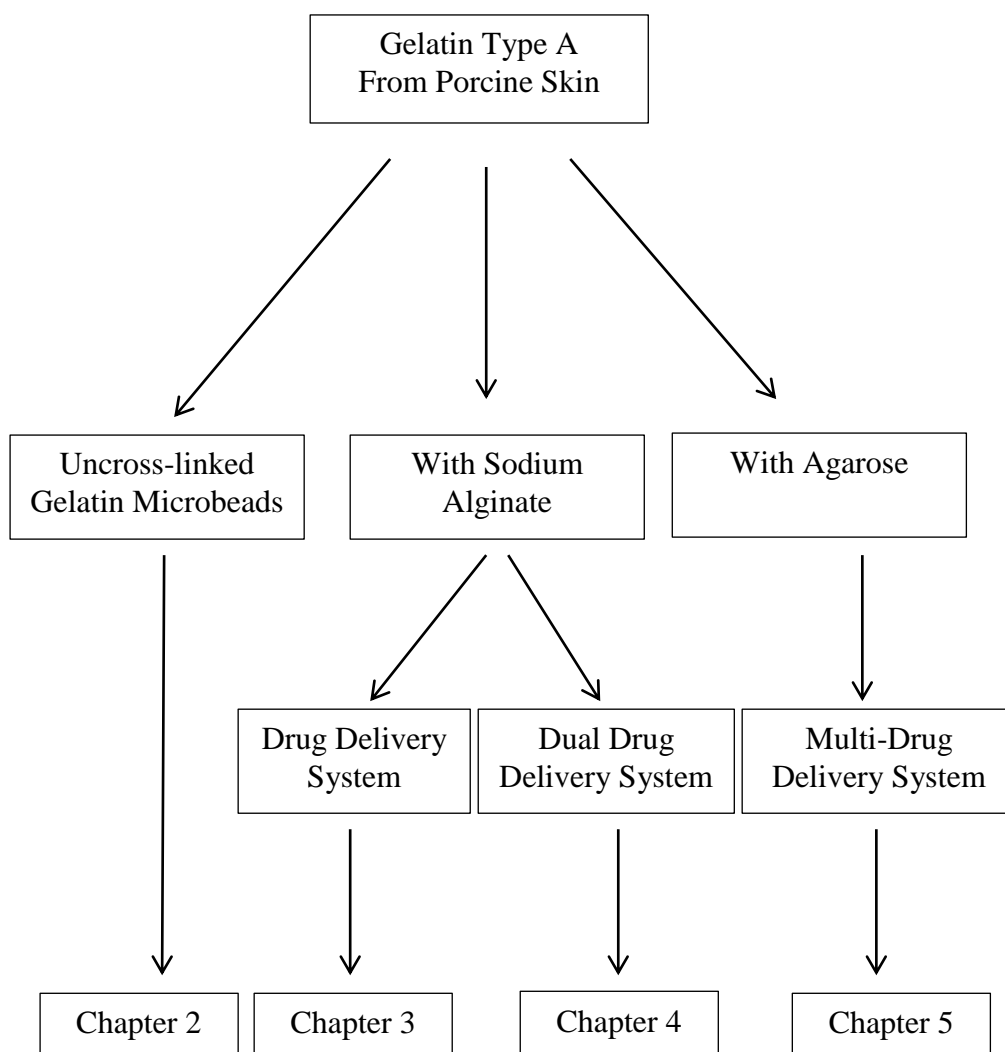 Gelatin Type A
From Porcine Skin
Uncross-linked
Gelatin Microbeads
With Sodium
Alginate
With Agarose
Drug Delivery
System
Dual Drug
Delivery System
Multi-Drug
Delivery System
Chapter 2
Chapter 3
Chapter 4
Chapter 5